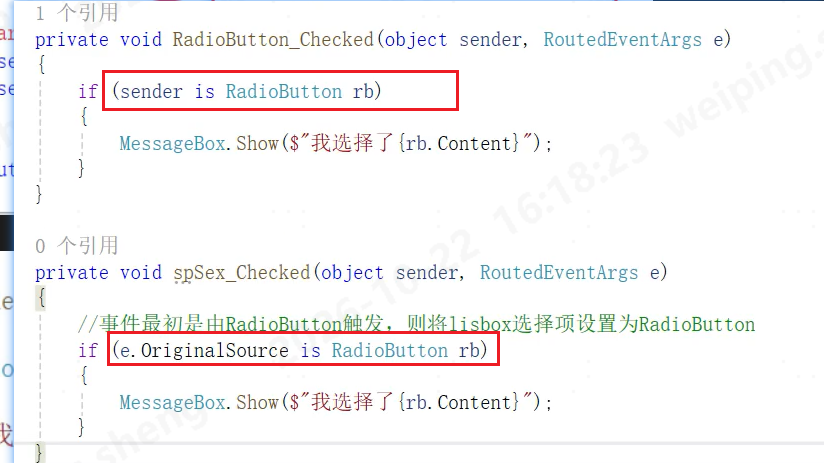 1 个引用
private void RadioButton_Checked(object sender, RoutedEventArgs e)
{
if (sender is RadioButton rb)
{
MessageBox.Show($"我选择了{rb.Content}");
}
}
0 个引用
private void spSex_Checked(object sender, RoutedEventArgs e)
{
//事件最初是由RadioButton触发，则将lisbox选择项设置为RadioButton
if (e.OriginalSource is RadioButton rb)
{
MessageBox.Show($"我选择了{rb.Content}");
}
}